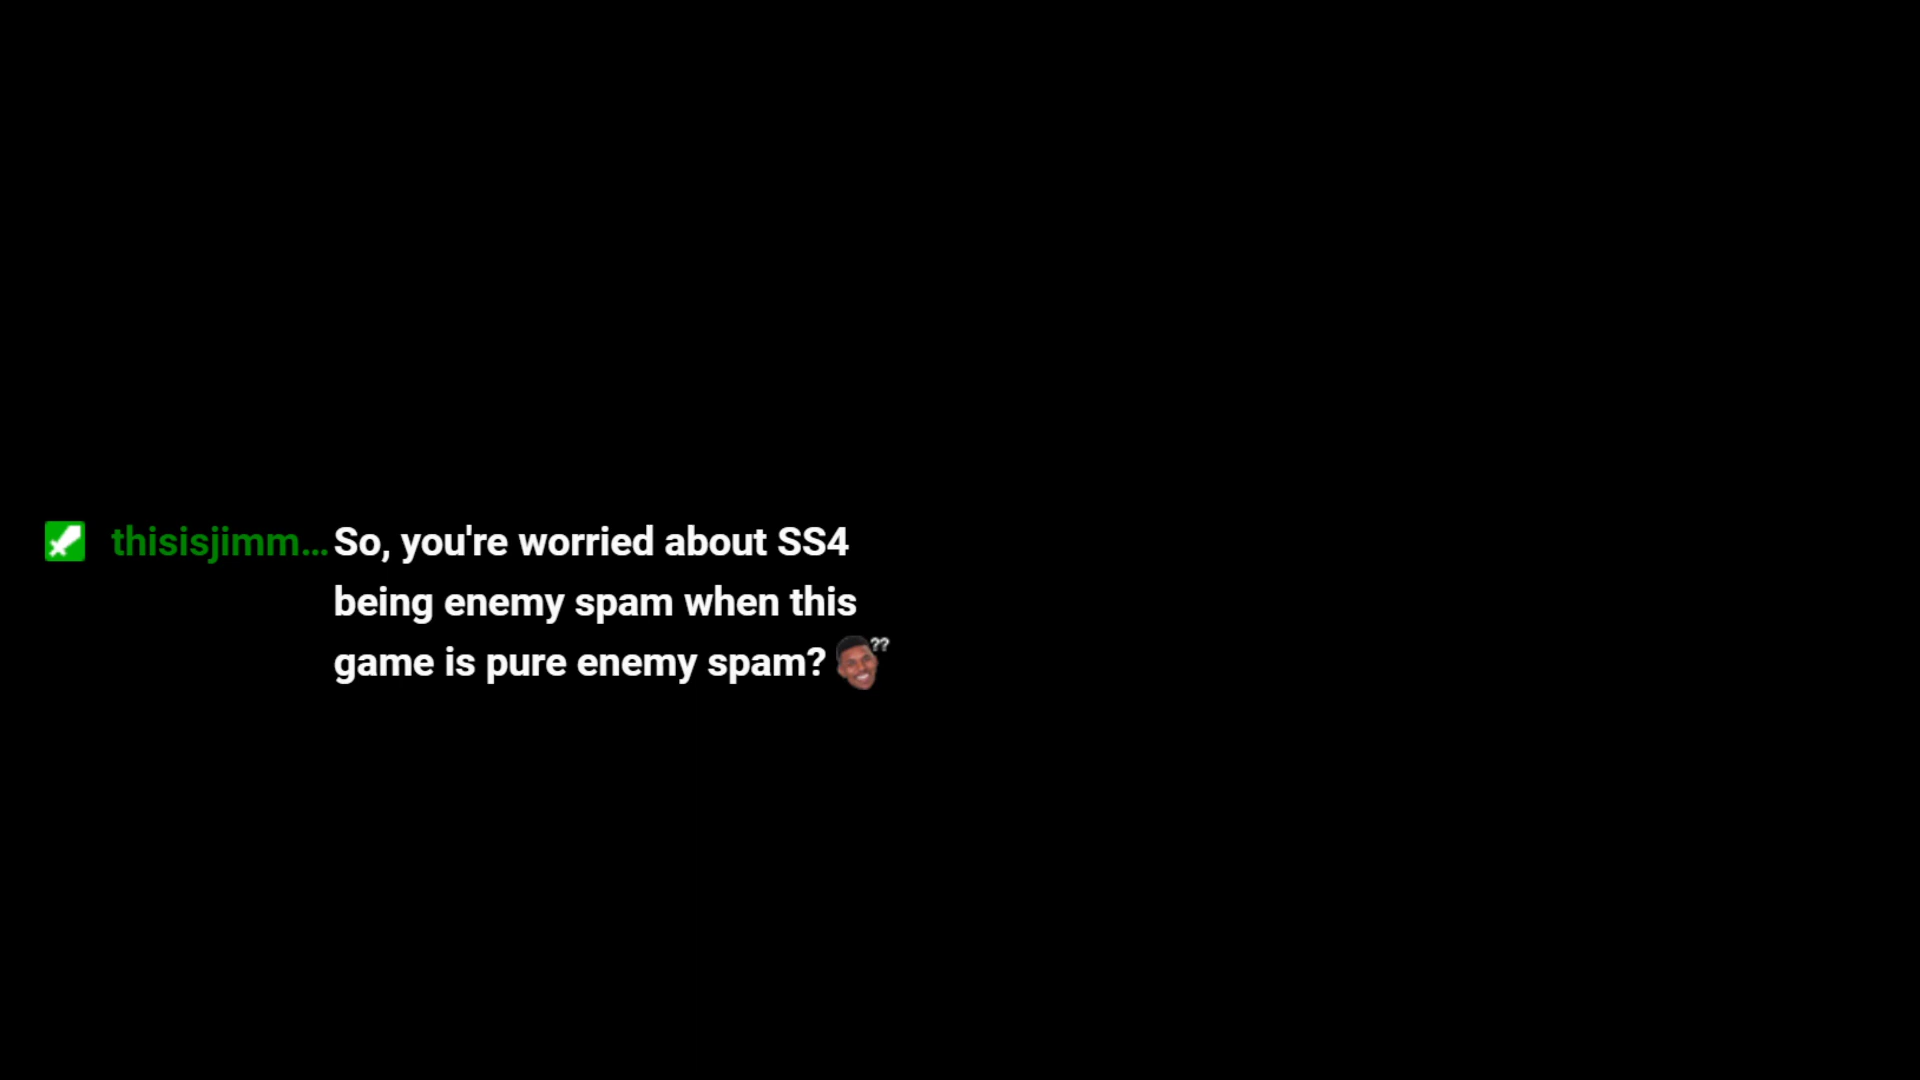 thisisjimm... So, you're worried about SS4
being enemy spam when this
game is pure enemy spam? ??